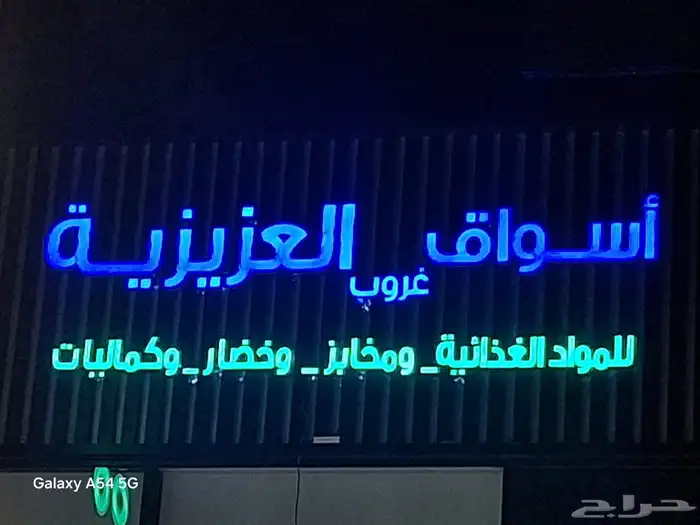 أسواق غروب العزيزية
للمواد الغذائية_ ومخابز_ وخضار_وكماليات
Galaxy A54 5G
حراج